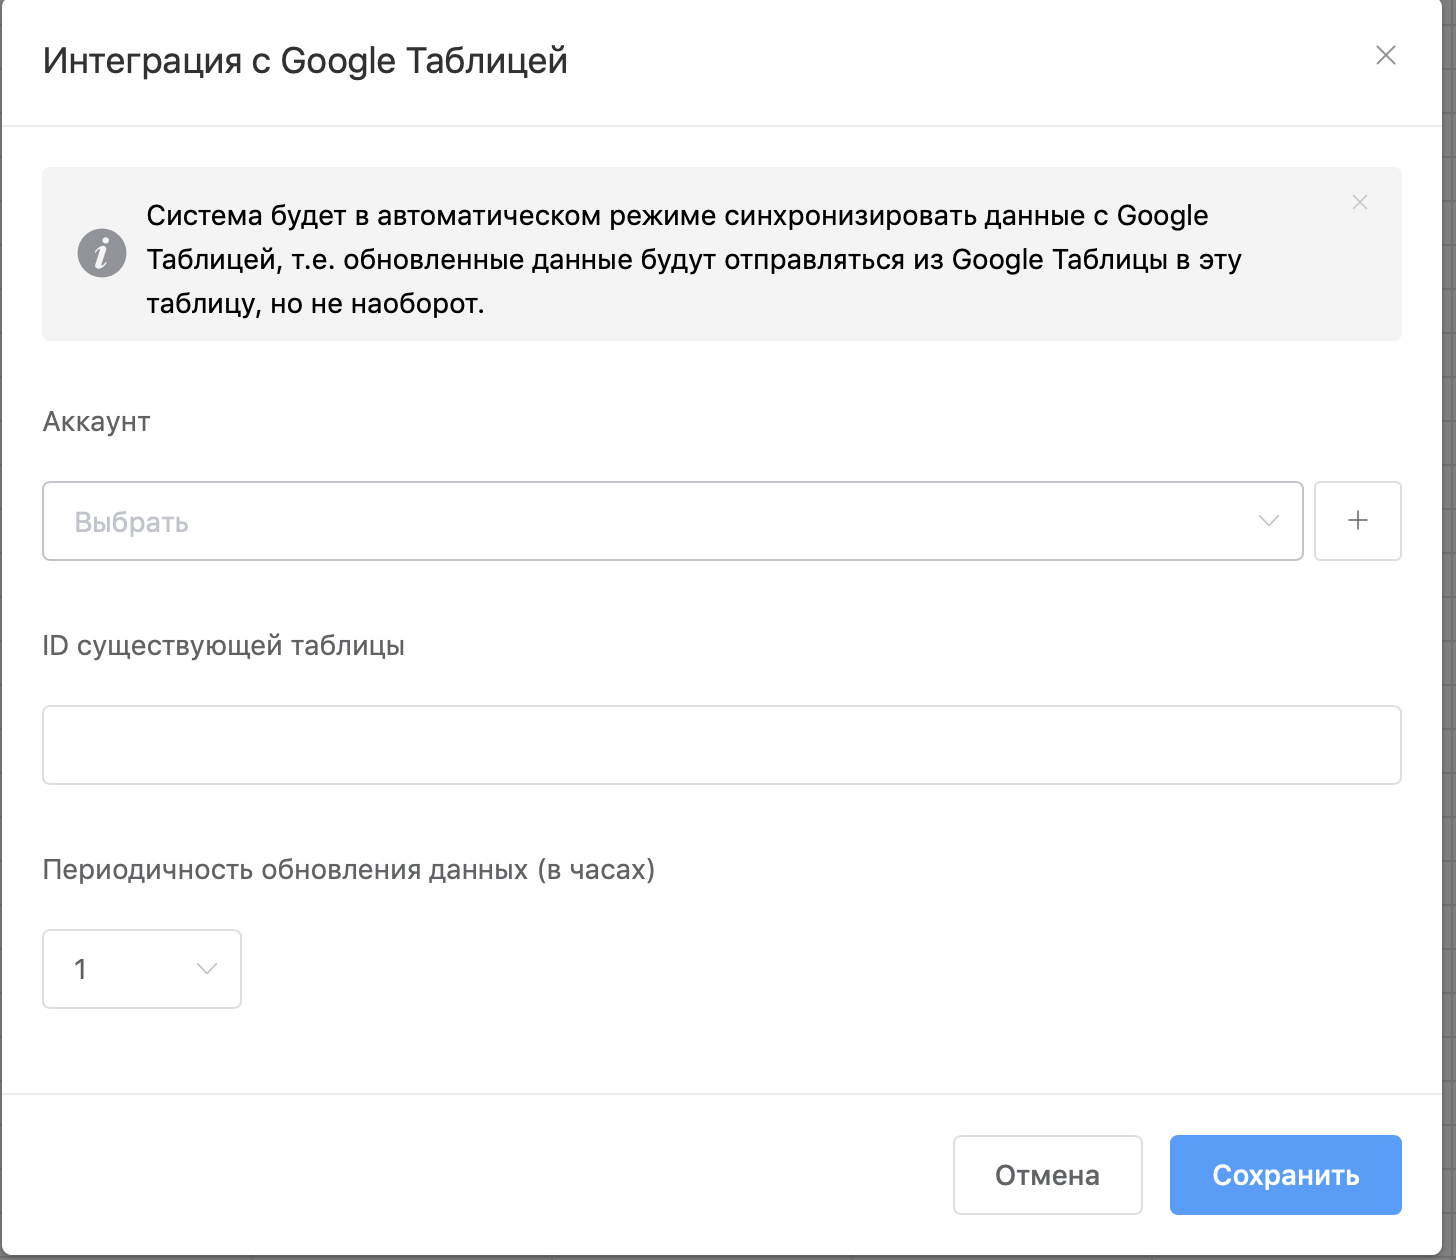 Интеграция с Google Таблицей
Система будет в автоматическом режиме синхронизировать данные с Google
Таблицей, т.е. обновленные данные будут отправляться из Google Таблицы в эту
таблицу, но не наоборот.
Аккаунт
Выбрать
ID существующей таблицы
Периодичность обновления данных (в часах)
1
Отмена
Сохранить